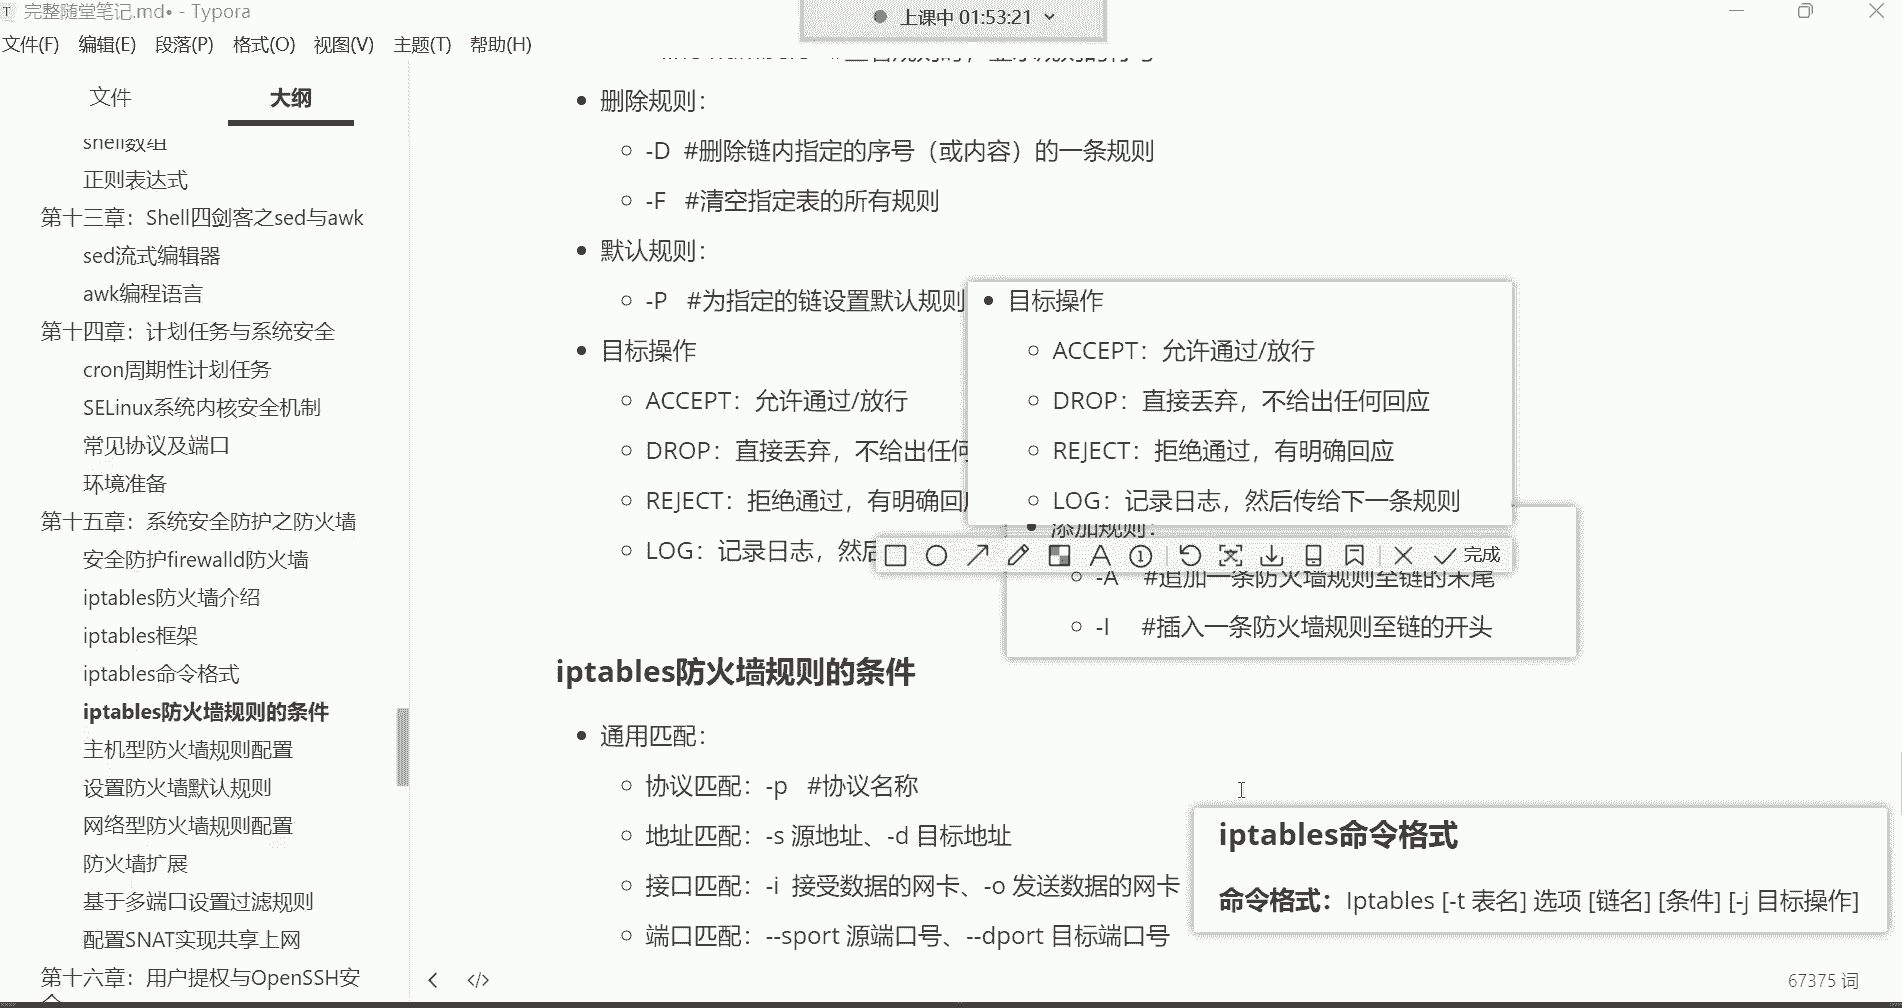 完整随堂笔记.md• - Typora
上课中 01:53:21
文件(F) 编辑(E) 段落(P) 格式(O) 视图(V) 主题(T) 帮助(H)
文件 大纲
shell数组
正则表达式
第十三章：Shell四剑客之sed与awk
sed流式编辑器
awk编程语言
第十四章：计划任务与系统安全
cron周期性计划任务
SELinux系统内核安全机制
常见协议及端口
环境准备
第十五章：系统安全防护之防火墙
安全防护firewalld防火墙
iptables防火墙介绍
iptables框架
iptables命令格式
iptables防火墙规则的条件
主机型防火墙规则配置
设置防火墙默认规则
网络型防火墙规则配置
防火墙扩展
基于多端口设置过滤规则
配置SNAT实现共享上网
第十六章：用户提权与OpenSSH安
删除规则：
-D #删除链内指定的序号（或内容）的一条规则
-F #清空指定表的所有规则
默认规则：
-P #为指定的链设置默认规则
目标操作
ACCEPT：允许通过/放行
DROP：直接丢弃，不给出任何
REJECT：拒绝通过，有明确回
LOG：记录日志，然后
目标操作
ACCEPT：允许通过/放行
DROP：直接丢弃，不给出任何回应
REJECT：拒绝通过，有明确回应
LOG：记录日志，然后传给下一条规则
完成
添加规则：
-A #追加一条防火墙规则至链的末尾
-I #插入一条防火墙规则至链的开头
iptables防火墙规则的条件
通用匹配：
协议匹配：-p #协议名称
地址匹配：-s 源地址、-d 目标地址
接口匹配：-i 接受数据的网卡、-o 发送数据的网卡
端口匹配：--sport 源端口号、--dport 目标端口号
iptables命令格式
命令格式：Iptables [-t 表名] 选项 [链名] [条件] [-j 目标操作]
67375 词